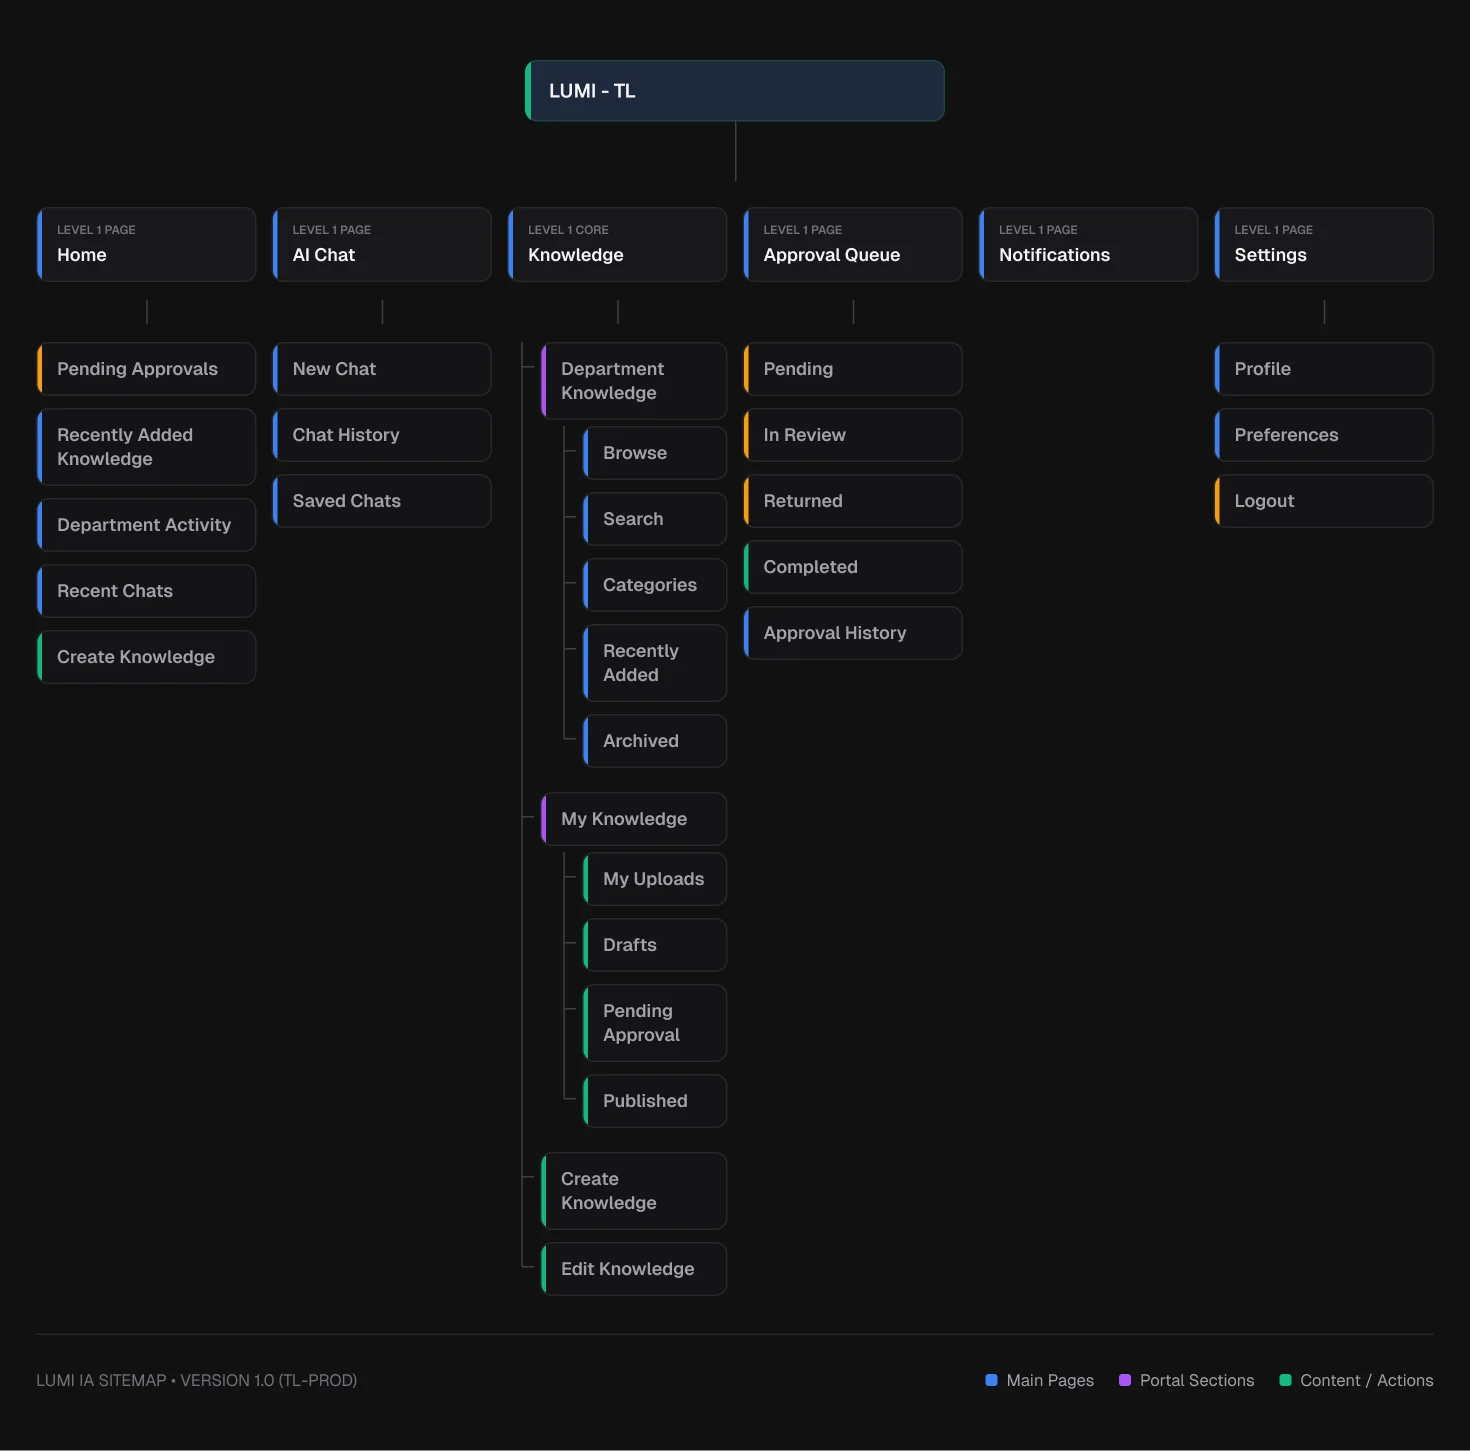 LUMI - TL
LEVEL 1 PAGE
Home
LEVEL 1 PAGE
AI Chat
LEVEL 1 CORE
Knowledge
LEVEL 1 PAGE
Approval Queue
LEVEL 1 PAGE
Notifications
LEVEL 1 PAGE
Settings
Pending Approvals
Recently Added
Knowledge
Department Activity
Recent Chats
Create Knowledge
New Chat
Chat History
Saved Chats
Department
Knowledge
Browse
Search
Categories
Recently
Added
Archived
My Knowledge
My Uploads
Drafts
Pending
Approval
Published
Create
Knowledge
Edit Knowledge
Pending
In Review
Returned
Completed
Approval History
Profile
Preferences
Logout
LUMI IA SITEMAP • VERSION 1.0 (TL-PROD)
Main Pages
Portal Sections
Content / Actions